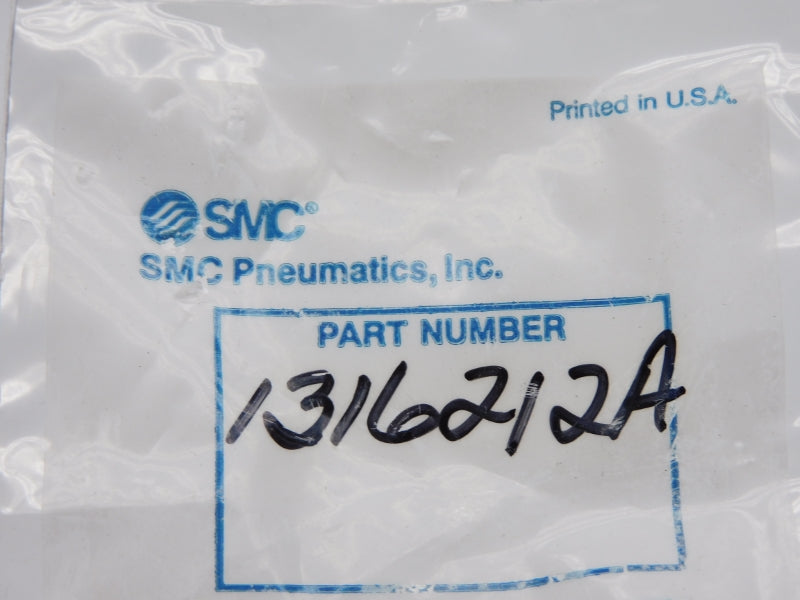 Printed in U.S.A.
SMC®
SMC Pneumatics, Inc.
PART NUMBER
1316212A